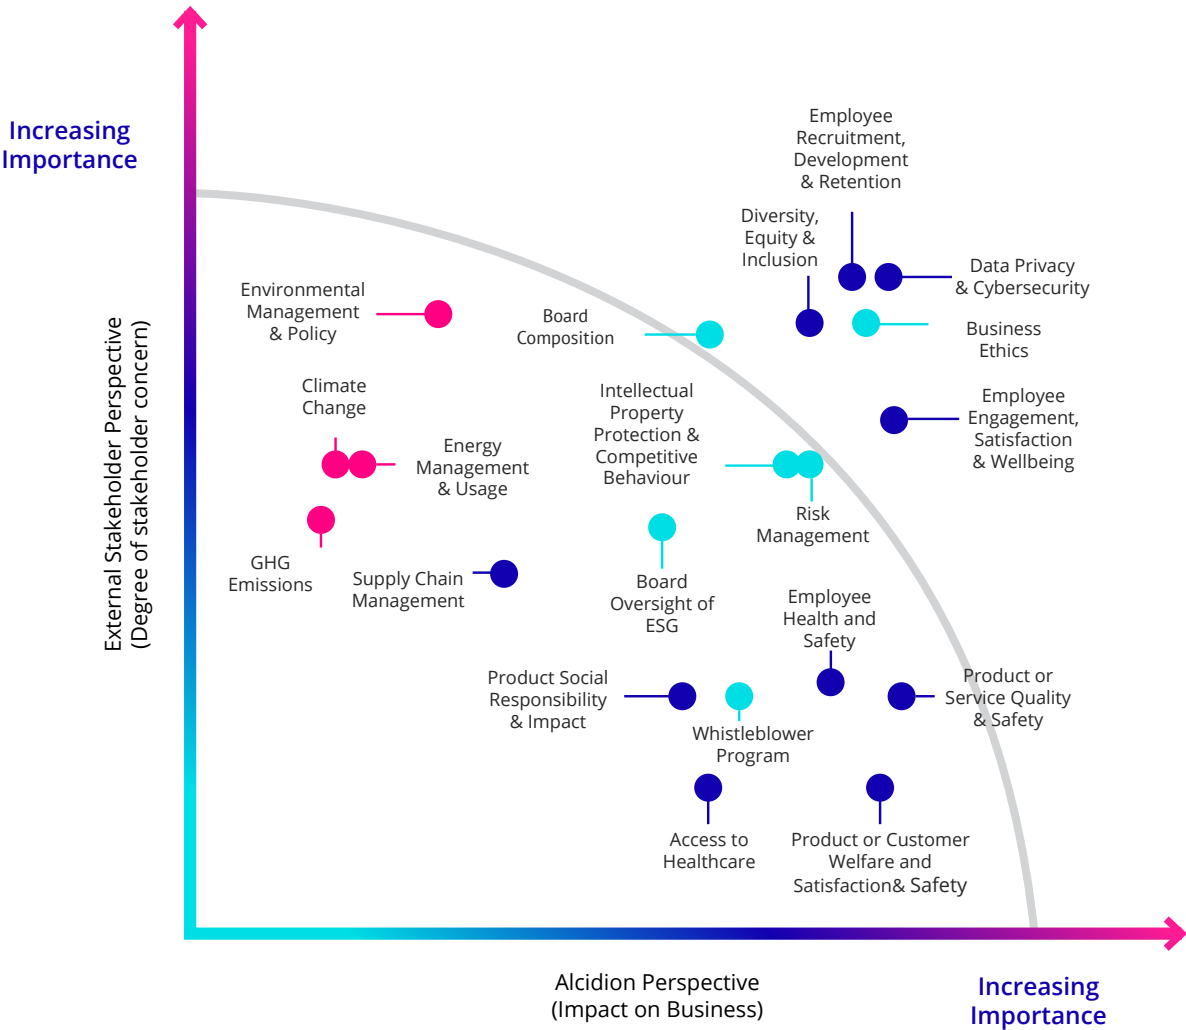 Increasing
Importance
Employee
Recruitment,
Development
& Retention
Diversity,
Equity &
Inclusion
Data Privacy
& Cybersecurity
Environmental
Management
& Policy
Board
Composition
Business
Ethics
Climate
Change
Intellectual
Property
Protection &
Competitive
Behaviour
Employee
Engagement,
Satisfaction
& Wellbeing
Energy
Management
& Usage
Risk
Management
GHG
Emissions
Supply Chain
Management
Board
Oversight of
ESG
Employee
Health and
Safety
Product Social
Responsibility
& Impact
Whistleblower
Program
Product or
Service Quality
& Safety
Access to
Healthcare
Product or Customer
Welfare and
Satisfaction& Safety
External Stakeholder Perspective
(Degree of stakeholder concern)
Alcidion Perspective
(Impact on Business)
Increasing
Importance